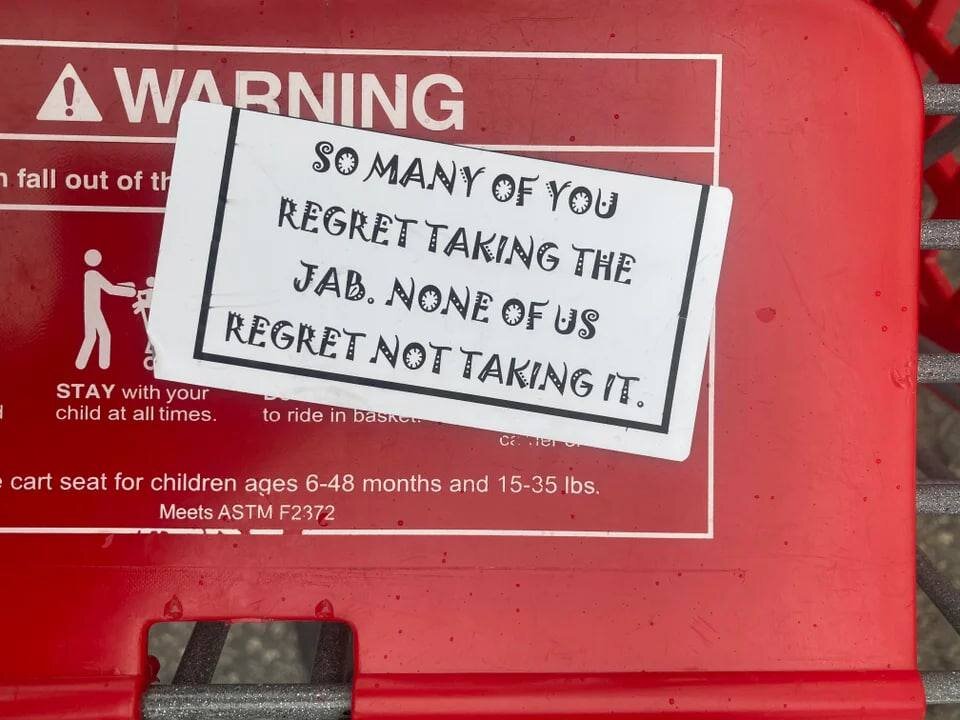 WARNING
fall out of
SO MANY OF YOU
REGRET TAKING THE
JAB. NONE OF US
REGRET NOT TAKING IT.
STAY with your
child at all times.
to ride in basket.
cart seat for children ages 6-48 months and 15-35 lbs.
Meets ASTM F2372